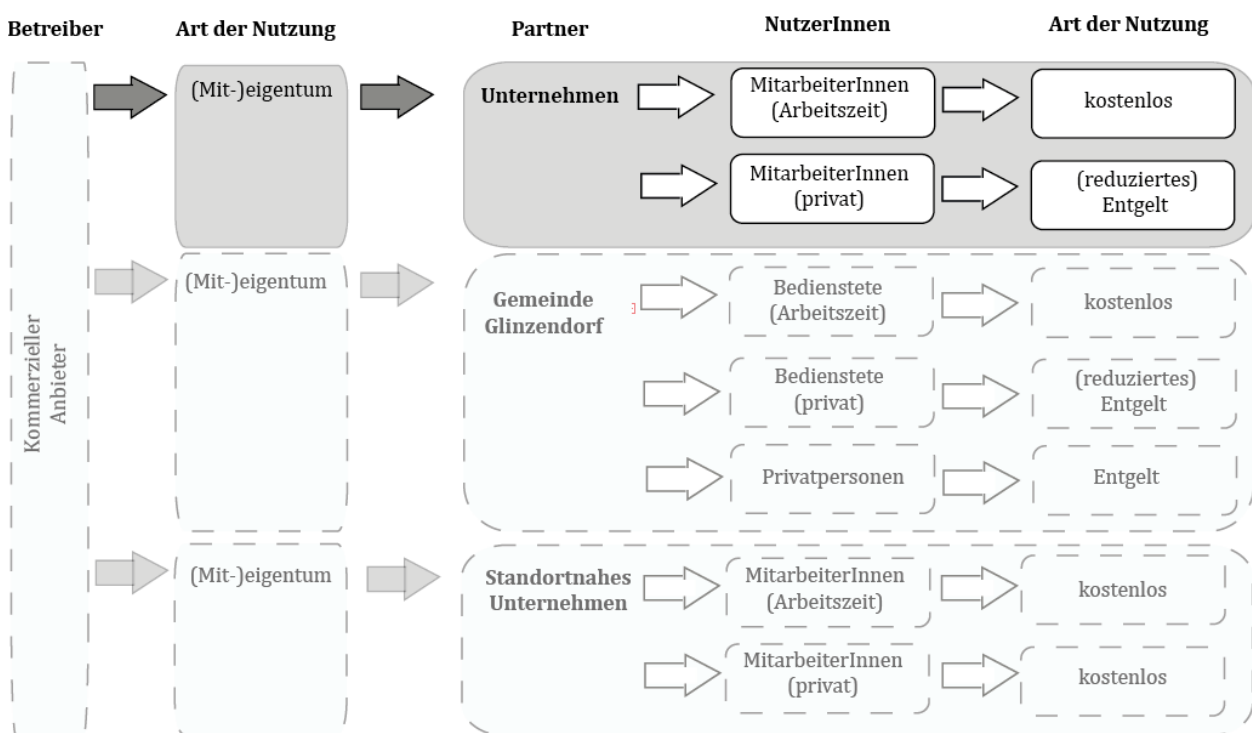 Betreiber
Art der Nutzung
Partner
NutzerInnen
Art der Nutzung
Kommerzieller
Anbieter
(Mit-)eigentum
Unternehmen
MitarbeiterInnen
(Arbeitszeit)
kostenlos
MitarbeiterInnen
(privat)
(reduziertes)
Entgelt
(Mit-)eigentum
Gemeinde
Glinzendorf
Bedienstete
(Arbeitszeit)
kostenlos
Bedienstete
(privat)
(reduziertes)
Entgelt
Privatpersonen
Entgelt
(Mit-)eigentum
Standortnahes
Unternehmen
MitarbeiterInnen
(Arbeitszeit)
kostenlos
MitarbeiterInnen
(privat)
kostenlos